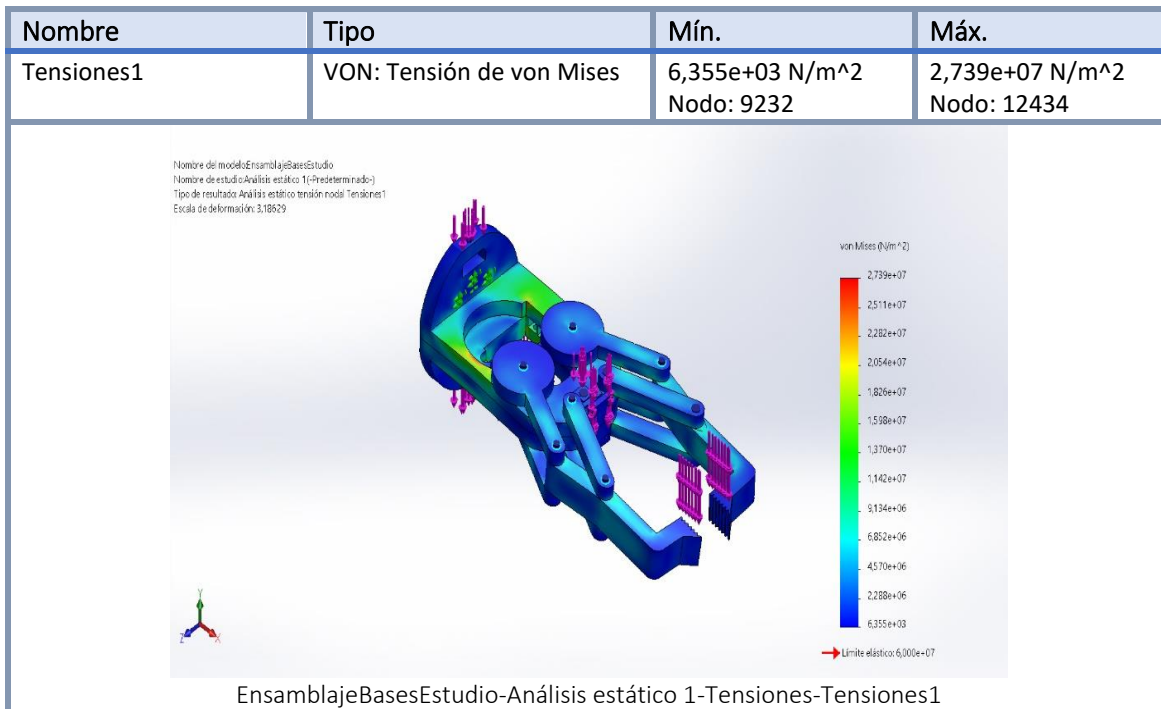 Nombre Tipo Mín. Máx.
Tensiones1 VON: Tensión de von Mises 6,355e+03 N/m^2 2,739e+07 N/m^2
Nodo: 9232 Nodo: 12434
Nombre del modelo:EnsamblajeBasesEstudio
Nombre de estudio:Análisis estático 1(-Predeterminado-)
Tipo de resultado: Análisis estático tensión nodal Tensiones1
Escala de deformación: 3,18629
von Mises (N/m^2)
2,739e+07
2,511e+07
2,282e+07
2,054e+07
1,826e+07
1,598e+07
1,370e+07
1,142e+07
9,134e+06
6,852e+06
4,570e+06
2,288e+06
6,355e+03
Límite elástico: 6,000e+07
Y
Z
X
EnsamblajeBasesEstudio-Análisis estático 1-Tensiones-Tensiones1